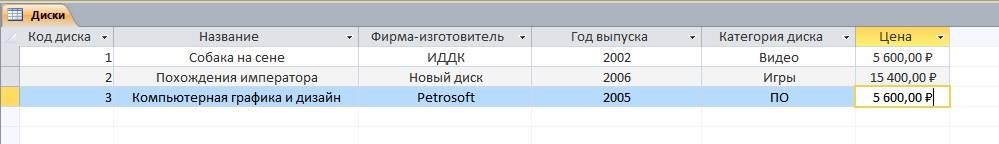 Диски
Код диска Название Фирма-изготовитель Год выпуска Категория диска Цена
1 Собака на сене ИДДК 2002 Видео 5 600,00 ₽
2 Похождения императора Новый диск 2006 Игры 15 400,00 ₽
3 Компьютерная графика и дизайн Petrosoft 2005 ПО 5 600,00 ₽